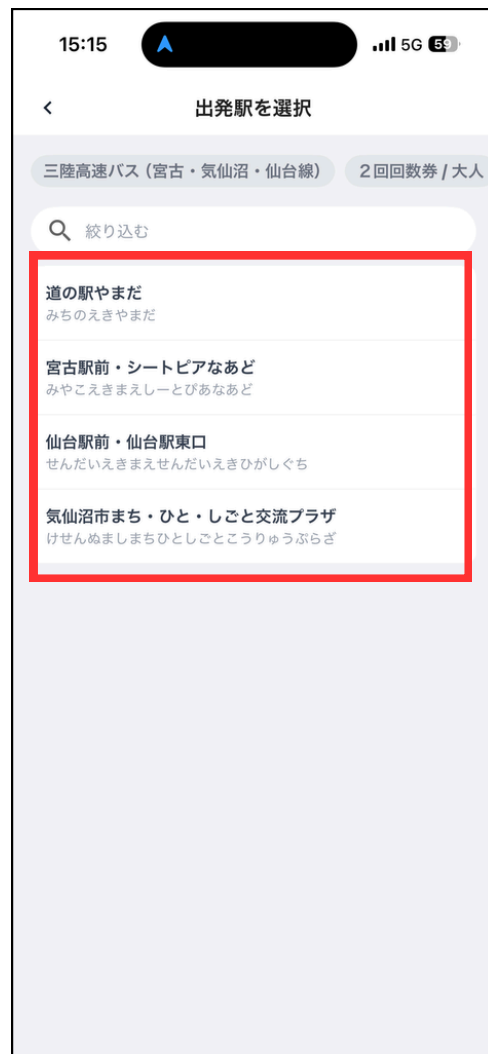 15:15
5G 59
出発駅を選択
三陸高速バス（宮古・気仙沼・仙台線）
２回回数券 / 大人
絞り込む
道の駅やまだ
みちのえきやまだ
宮古駅前・シートピアなあど
みやこえきまえしーとぴあなあど
仙台駅前・仙台駅東口
せんだいえきまえせんだいえきひがしぐち
気仙沼市まち・ひと・しごと交流プラザ
けせんぬましまちひとしごとこうりゅうぷらざ